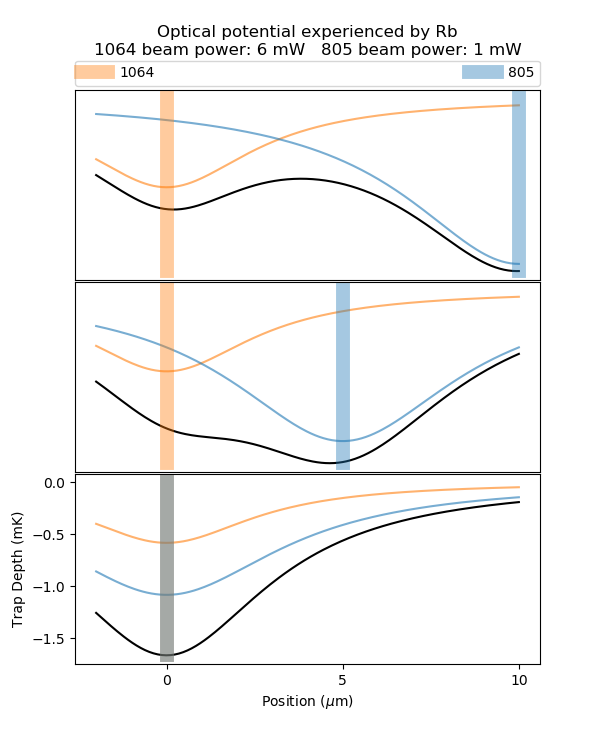 Optical potential experienced by Rb
1064 beam power: 6 mW   805 beam power: 1 mW
1064   805
0.0
−0.5
−1.0
−1.5
Trap Depth (mK)
0   5   10
Position (μm)